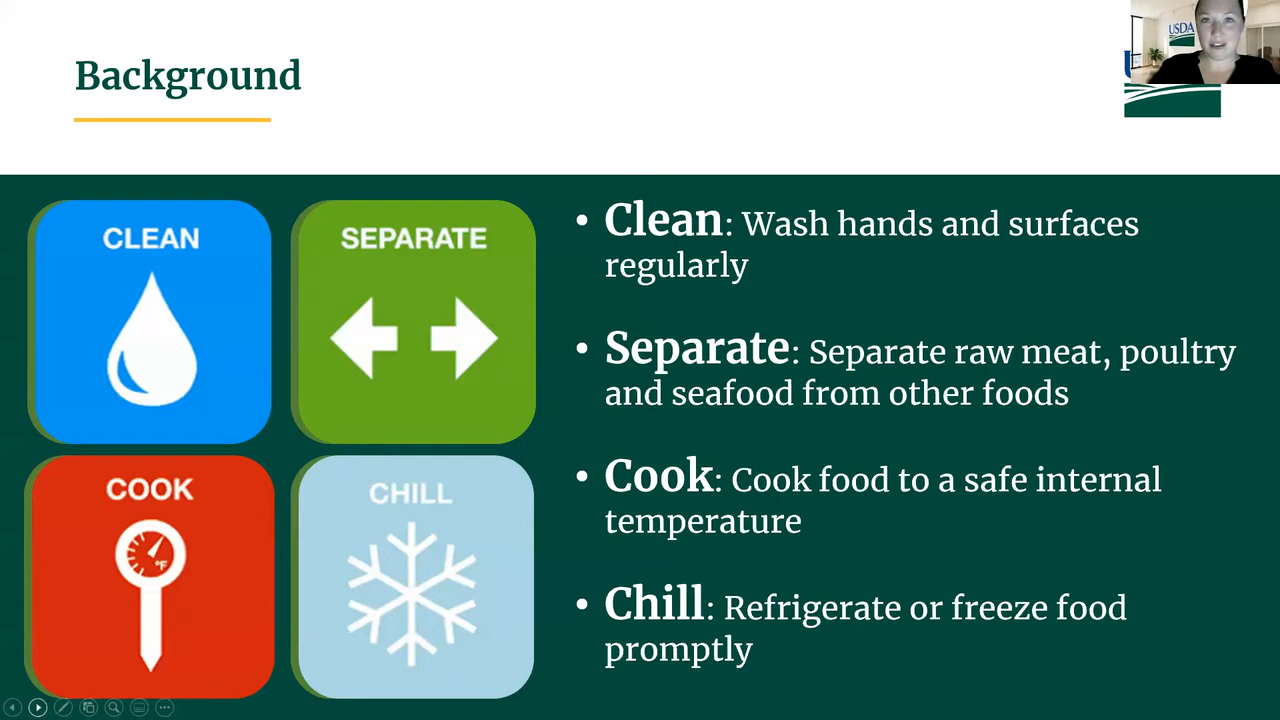 Background
USDA
CLEAN
SEPARATE
COOK
°F
CHILL
• Clean: Wash hands and surfaces
regularly
• Separate: Separate raw meat, poultry
and seafood from other foods
• Cook: Cook food to a safe internal
temperature
• Chill: Refrigerate or freeze food
promptly